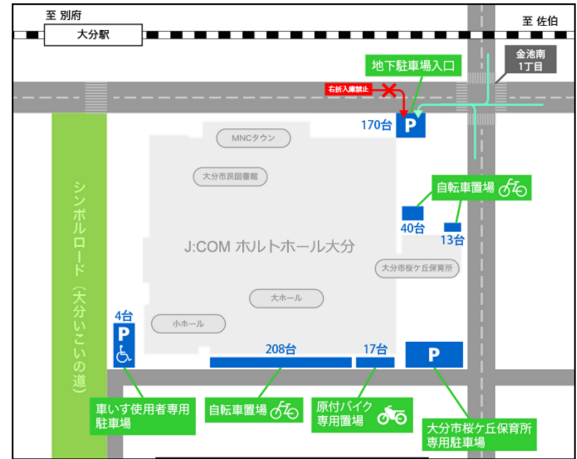 至 別府
大分駅
至 佐伯
金池南
1丁目
地下駐車場入口
右折入庫禁止
170台
P
MNCタウン
大分市民図書館
自転車置場
40台
13台
J:COM ホルトホール大分
大分市桜ケ丘保育所
大ホール
小ホール
シンボルロード（大分いこいの道）
4台
P
208台
17台
P
車いす使用者専用
駐車場
自転車置場
原付バイク
専用置場
大分市桜ケ丘保育所
専用駐車場